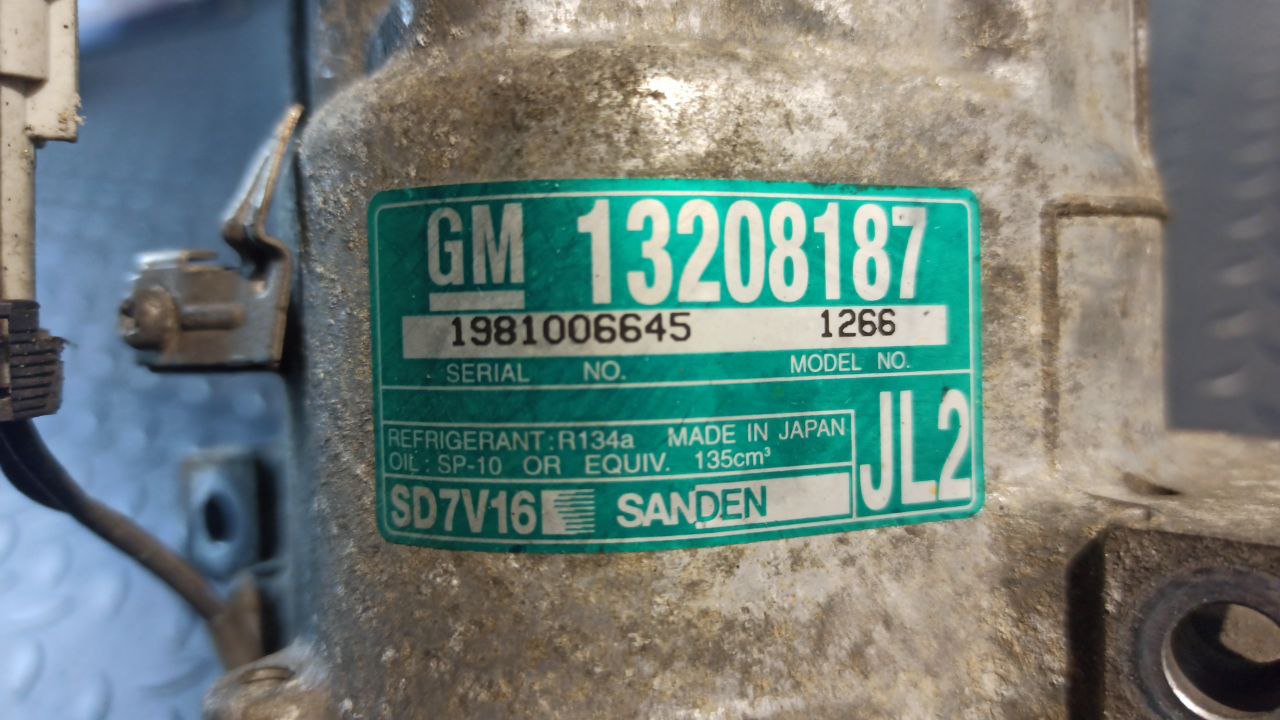 GM 13208187
1981006645 1266
SERIAL NO. MODEL NO.
REFRIGERANT : R134a MADE IN JAPAN
OIL : SP-10 OR EQUIV. 135cm³
JL2
SD7V16 SANDEN